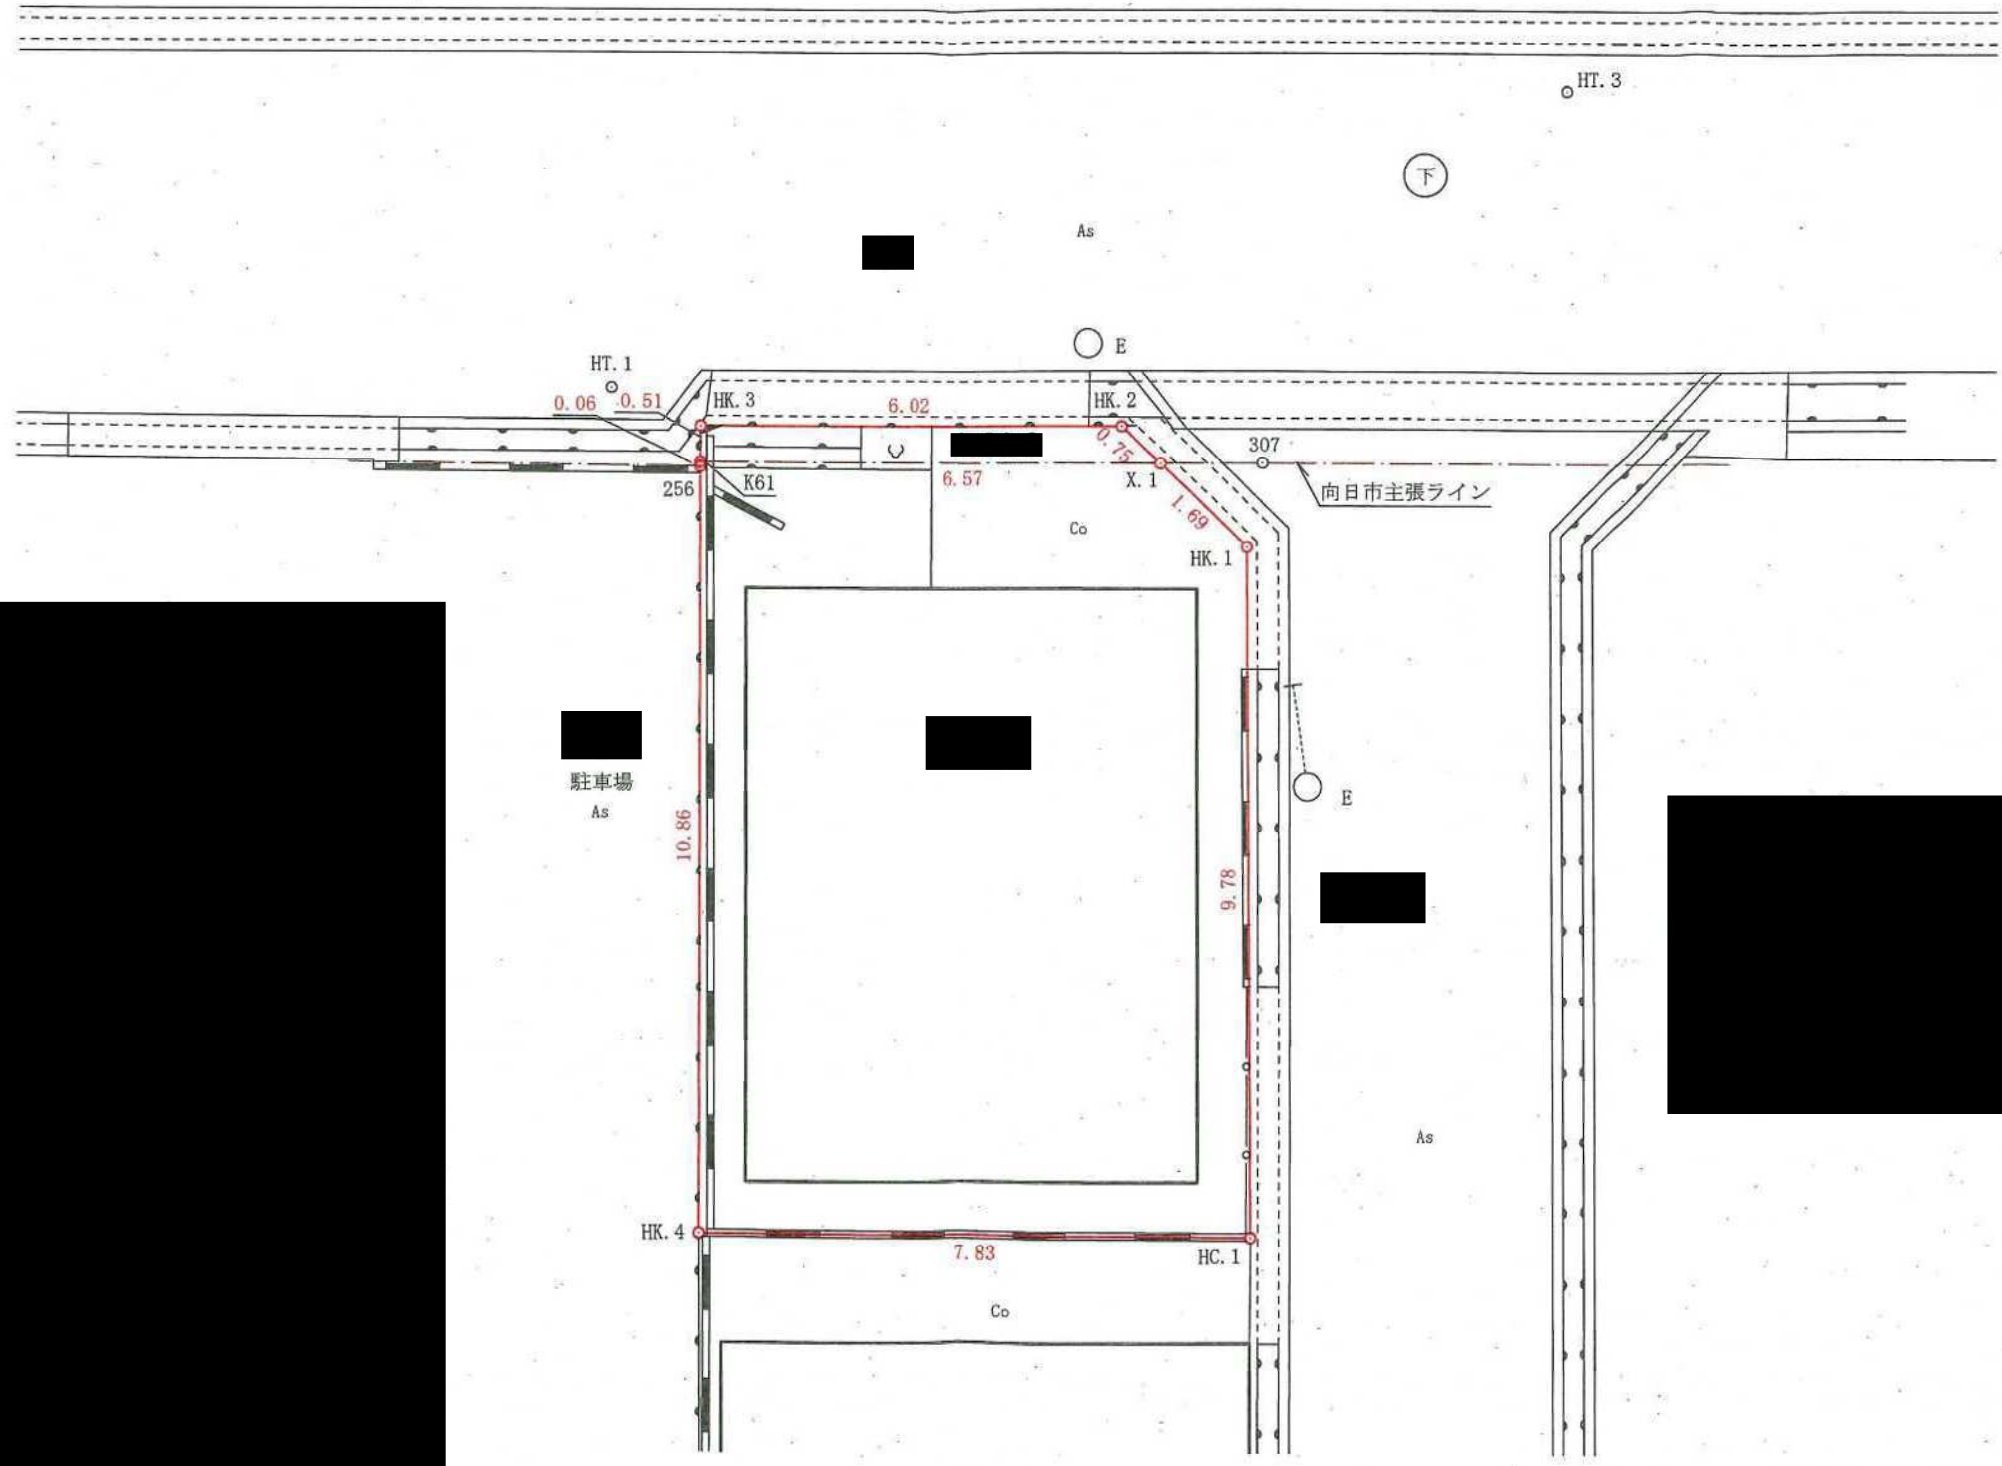 HT. 3
下
As
E
HT. 1
0.06
0.51
HK. 3
6.02
HK. 2
0.75
307
256
K61
6.57
X. 1
向日市主張ライン
1.69
Co
HK. 1
駐車場
As
E
10.86
9.78
As
HK. 4
7.83
HC. 1
Co